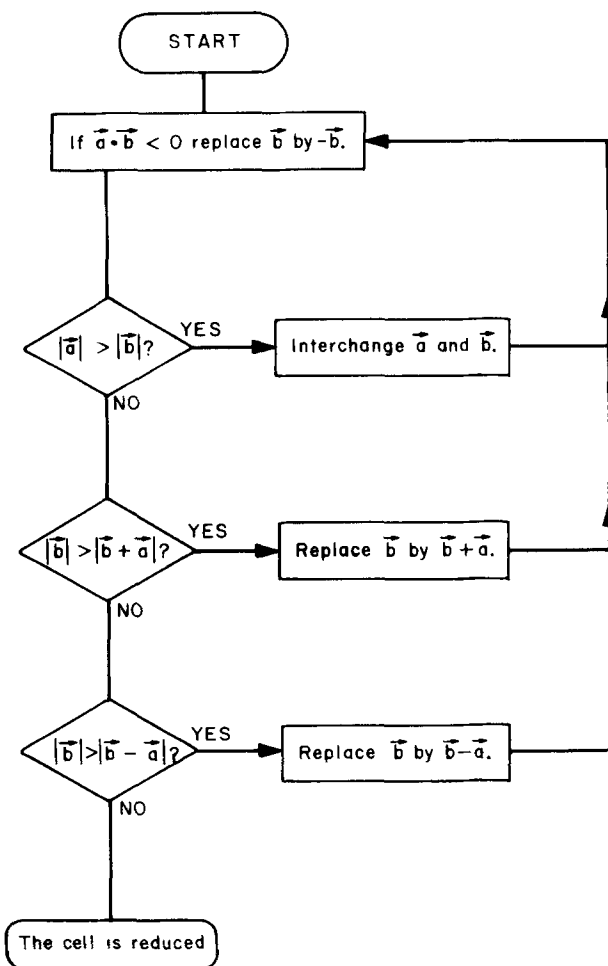 START
If a⃗•b⃗ < 0 replace b⃗ by -b⃗.
|a⃗| > |b⃗|?
YES
Interchange a⃗ and b⃗.
NO
|b⃗| > |b⃗ + a⃗|?
YES
Replace b⃗ by b⃗ + a⃗.
NO
|b⃗| > |b⃗ - a⃗|?
YES
Replace b⃗ by b⃗-a⃗.
NO
The cell is reduced